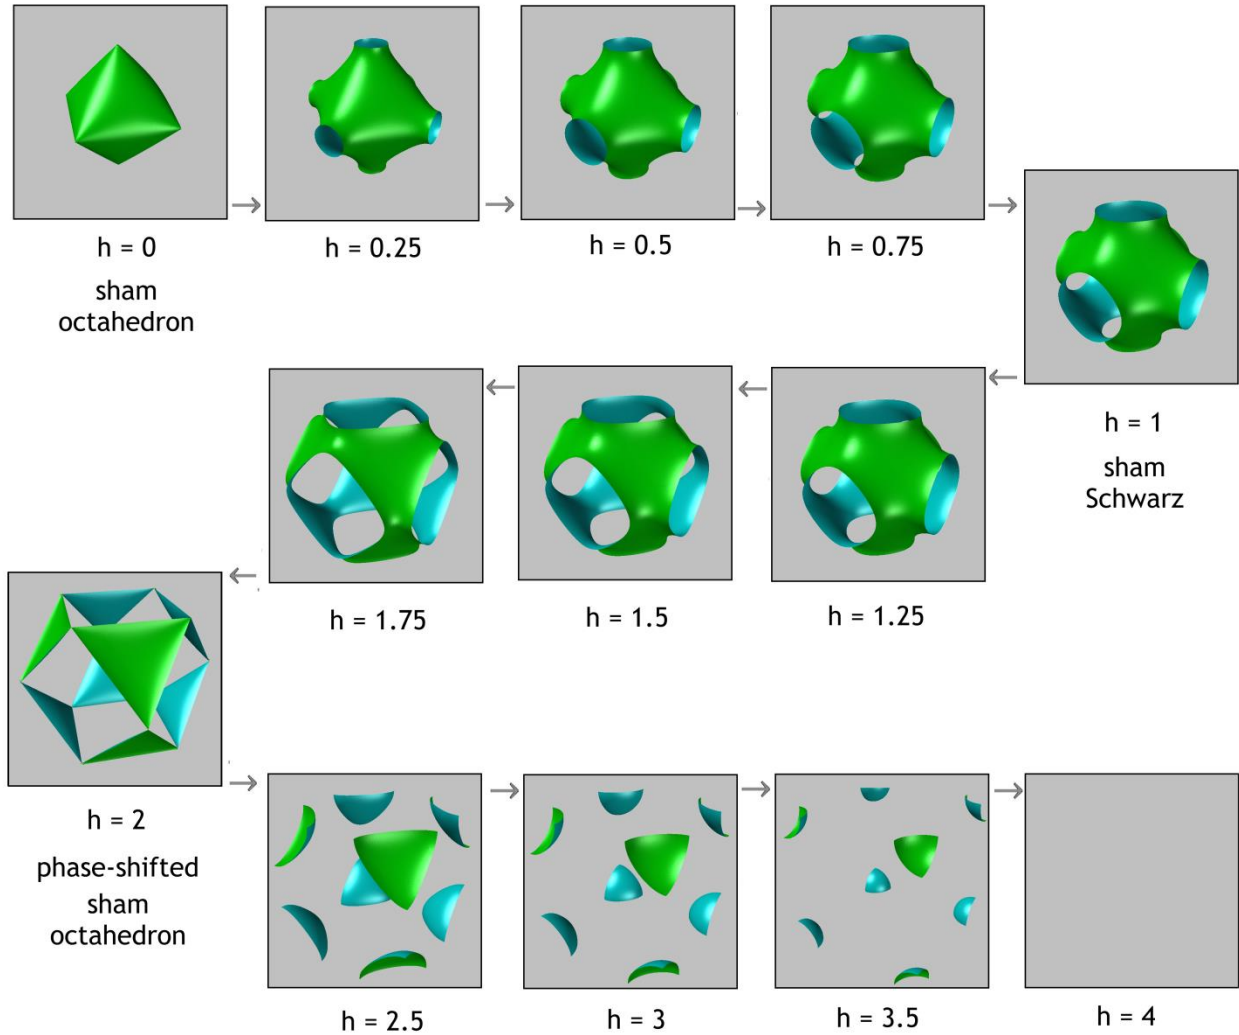 h = 0
sham
octahedron
h = 0.25
h = 0.5
h = 0.75
h = 1
sham
Schwarz
h = 1.25
h = 1.5
h = 1.75
h = 2
phase-shifted
sham
octahedron
h = 2.5
h = 3
h = 3.5
h = 4